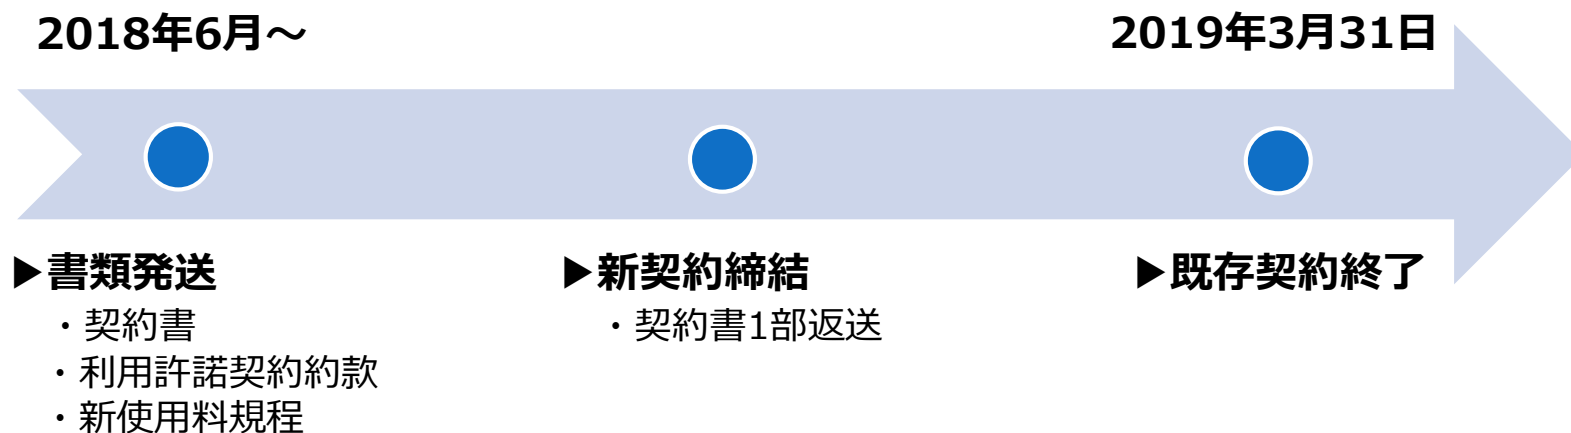 2018年6月～
2019年3月31日
▶書類発送
・契約書
・利用許諾契約約款
・新使用料規程
▶新契約締結
・契約書1部返送
▶既存契約終了